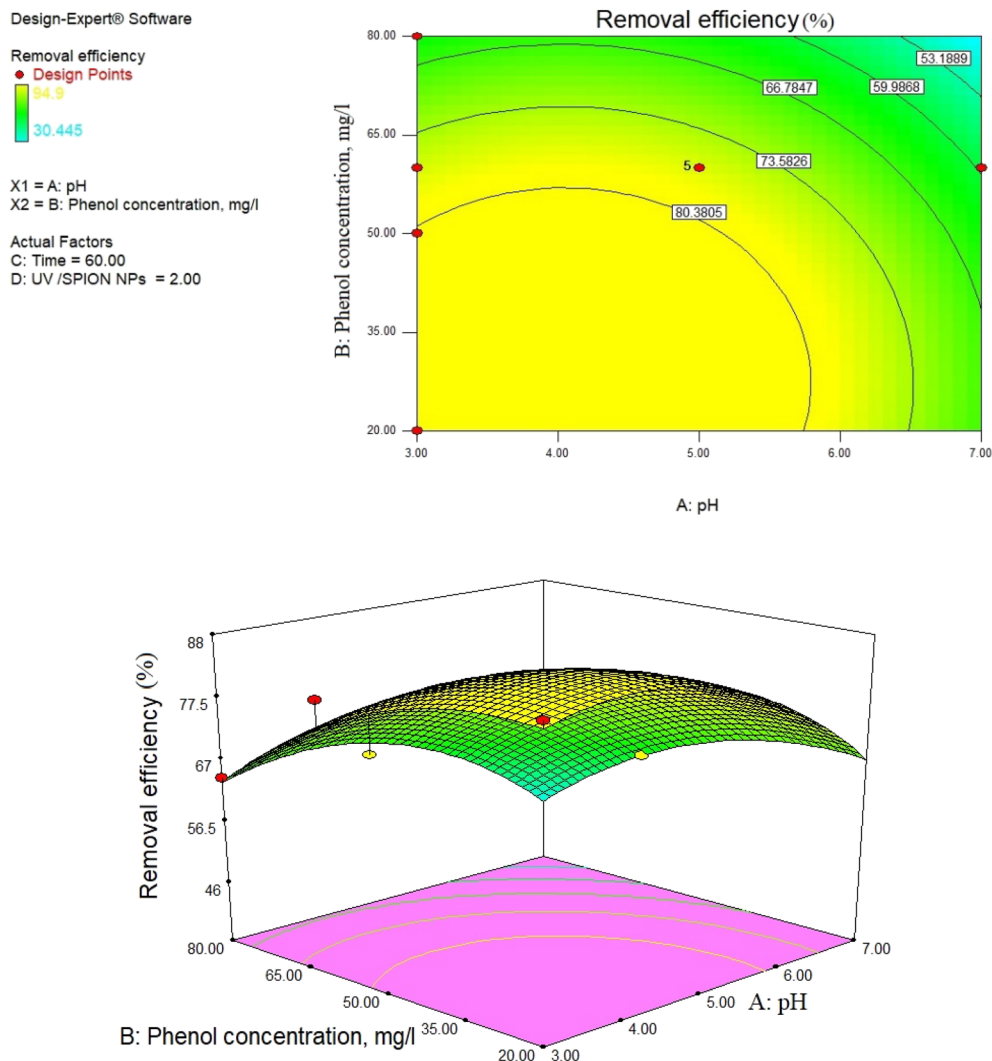 Design-Expert® Software
Removal efficiency
Design Points
94.9
30.445
X1 = A: pH
X2 = B: Phenol concentration, mg/l
Actual Factors
C: Time = 60.00
D: UV /SPION NPs = 2.00
Removal efficiency (%)
80.00
65.00
50.00
35.00
20.00
B: Phenol concentration, mg/l
53.1889
66.7847
59.9868
5
73.5826
80.3805
3.00
4.00
5.00
6.00
7.00
A: pH
88
77.5
67
56.5
46
Removal efficiency (%)
80.00
65.00
50.00
35.00
20.00
3.00
4.00
5.00
6.00
7.00
A: pH
B: Phenol concentration, mg/l